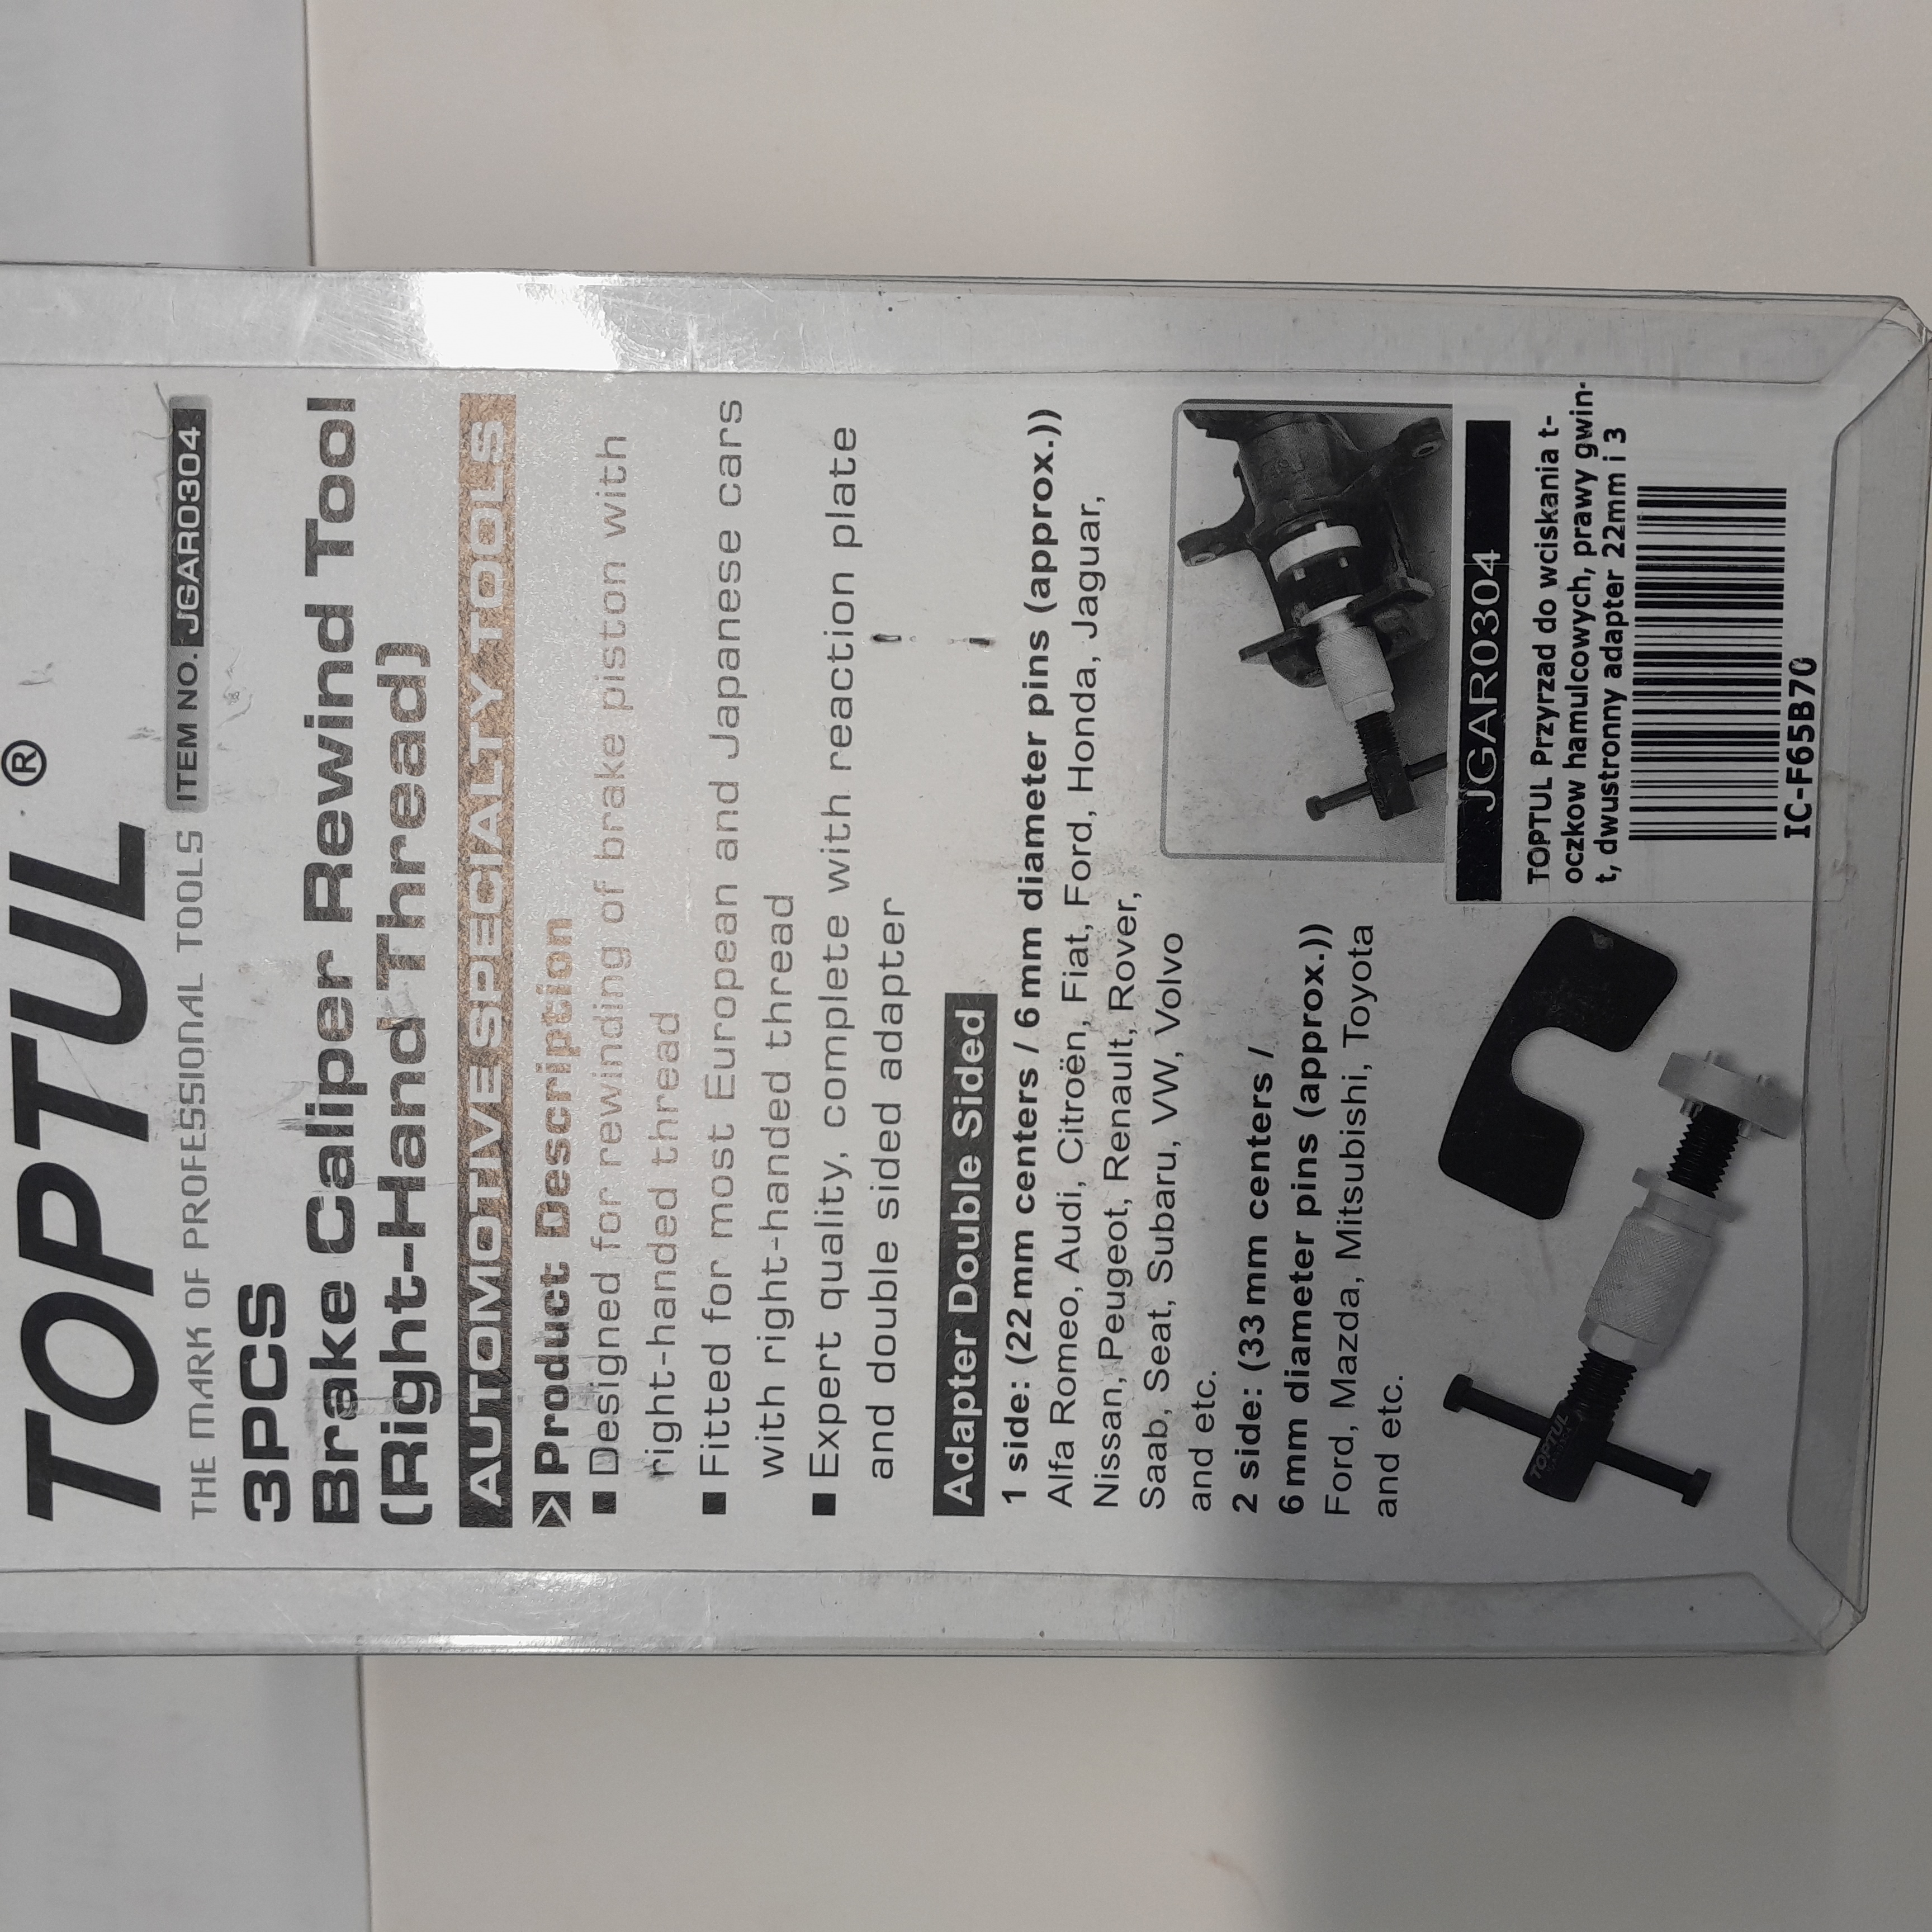 TOPTUL®
THE MARK OF PROFESSIONAL TOOLS ITEM NO. JGAR0304
3PCS
Brake Caliper Rewind Tool
(Right-Hand Thread)
AUTOMOTIVE SPECIALTY TOOLS
Product Description
■ Designed for rewinding of brake piston with
right-handed thread
■ Fitted for most European and Japanese cars
with right-handed thread
■ Expert quality, complete with reaction plate
and double sided adapter
Adapter Double Sided
1 side: (22 mm centers / 6 mm diameter pins (approx.))
Alfa Romeo, Audi, Citroën, Fiat, Ford, Honda, Jaguar,
Nissan, Peugeot, Renault, Rover,
Saab, Seat, Subaru, VW, Volvo
and etc.
2 side: (33 mm centers /
6 mm diameter pins (approx.))
Ford, Mazda, Mitsubishi, Toyota
and etc.
TOPTUL
JGAR0304
TOPTUL Przyrzad do wciskania t-
oczkow hamulcowych, prawy gwin-
t, dwustronny adapter 22mm i 3
IC-F65B70